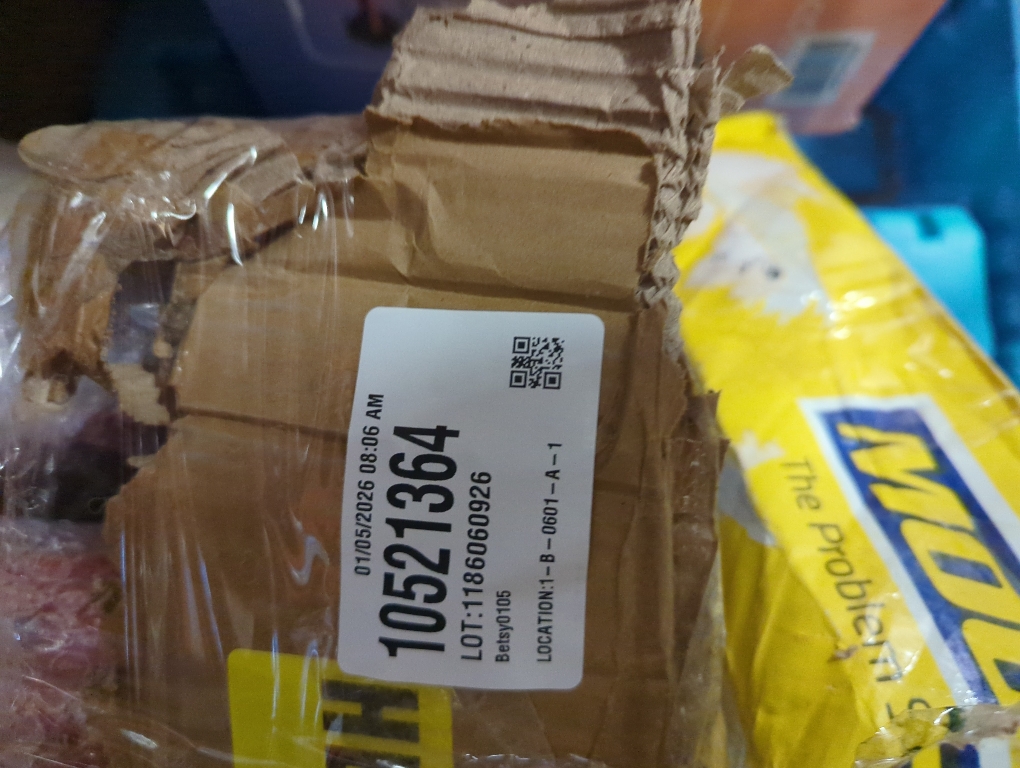 01/05/2026 08:06 AM
10521364
LOT:1186060926
Betsy0105
LOCATION:1-B-0601-A-1
The Problem